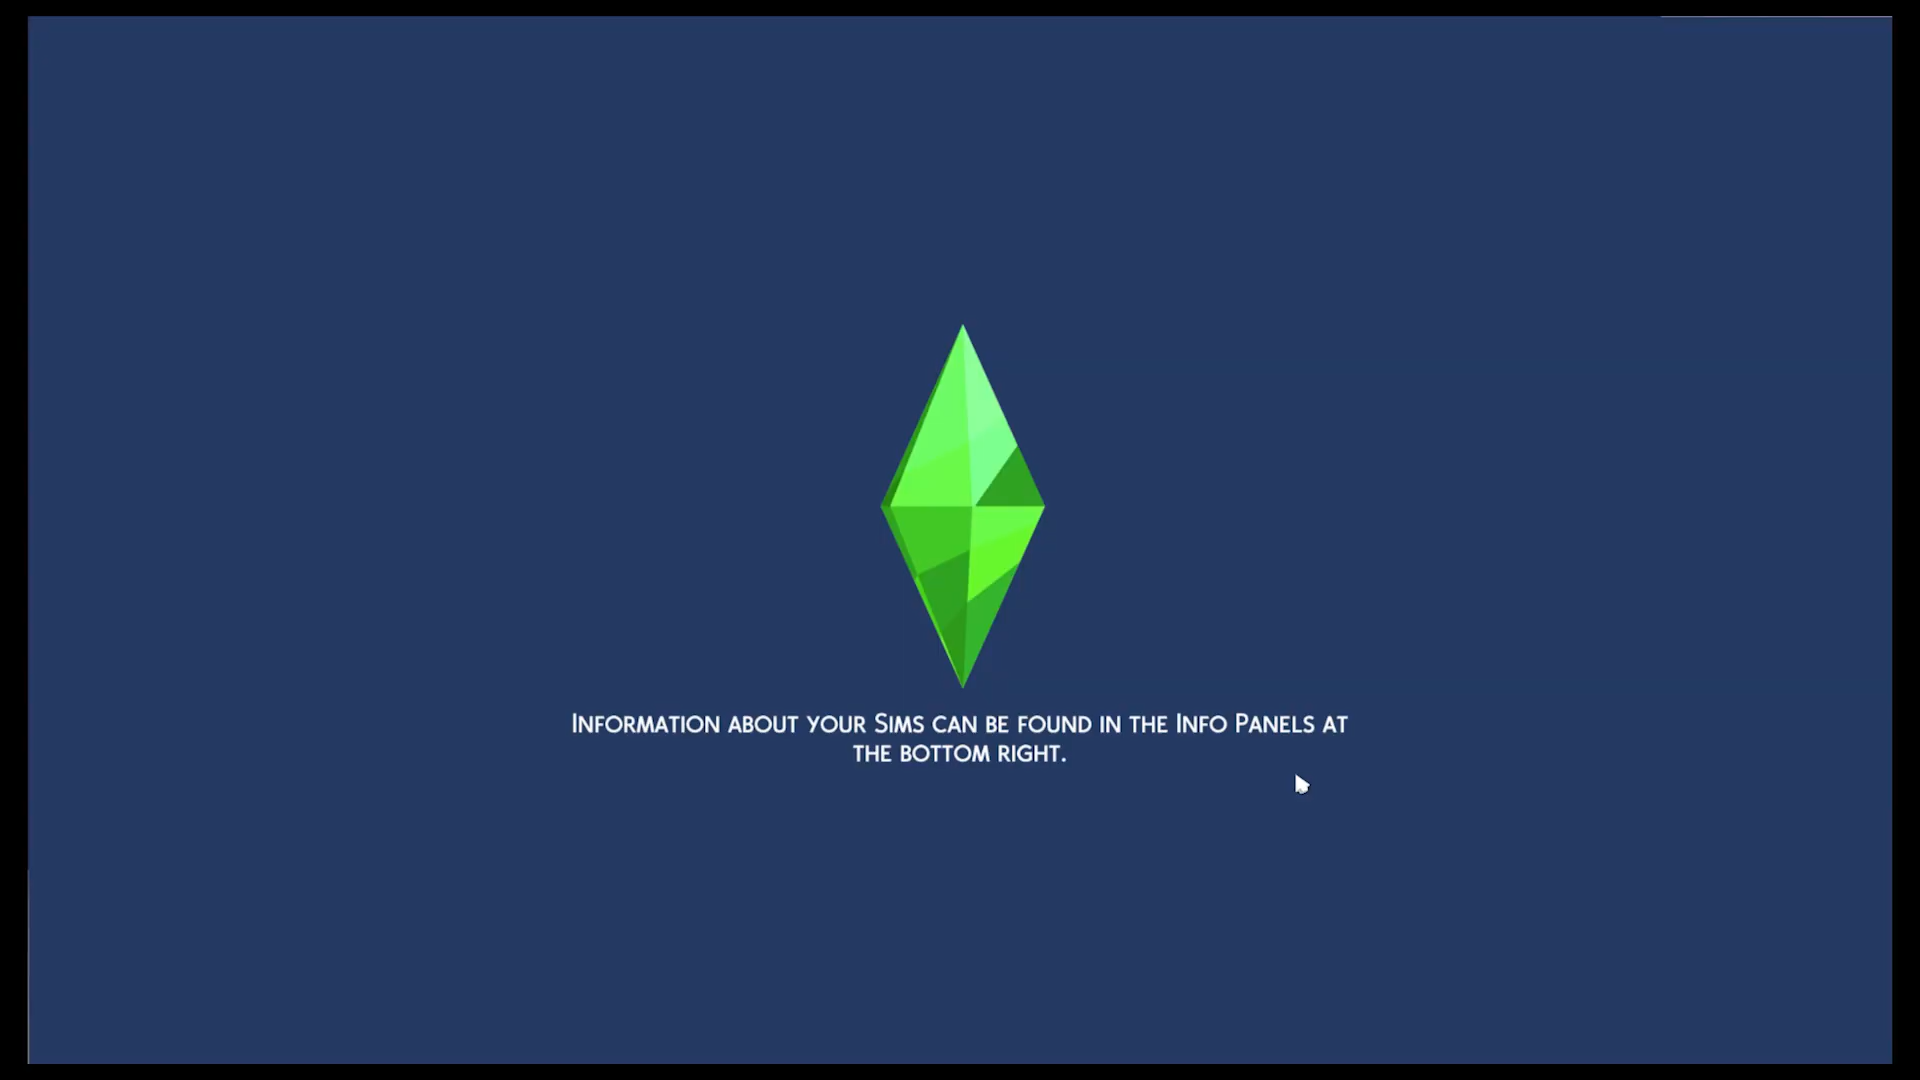 Information about your Sims can be found in the Info Panels at
the bottom right.